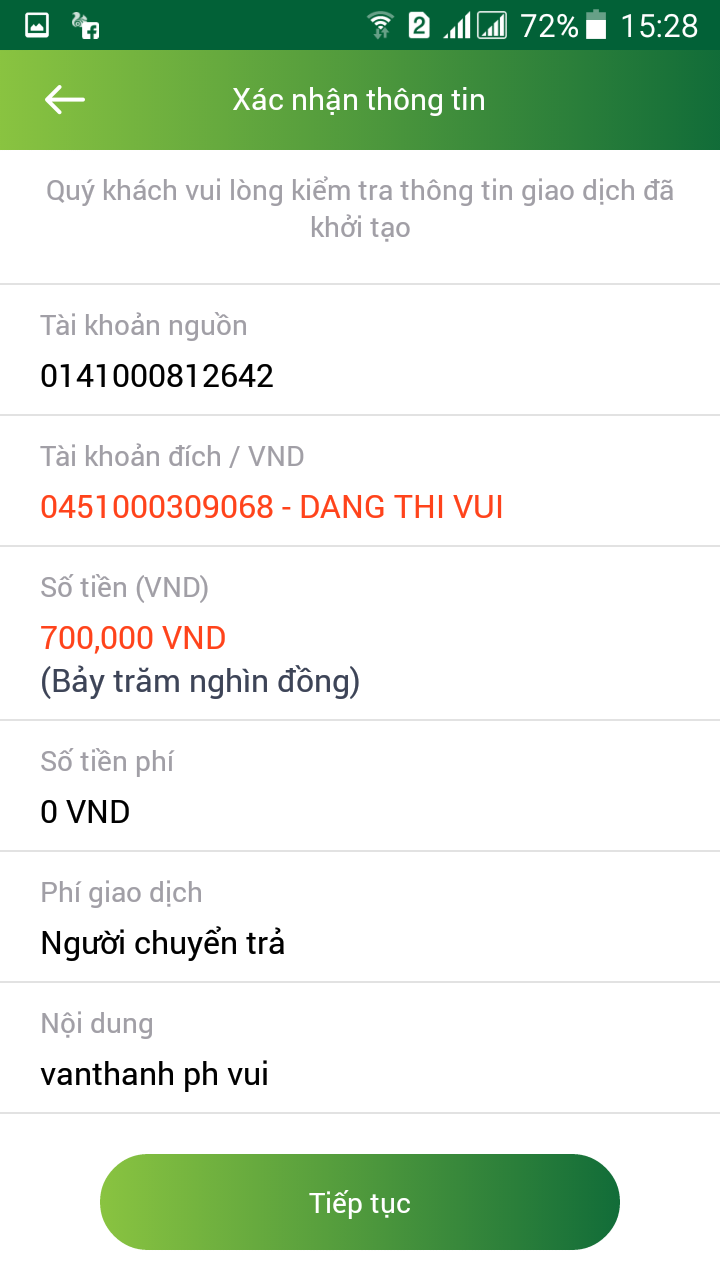 2 72% 15:28
Xác nhận thông tin
Quý khách vui lòng kiểm tra thông tin giao dịch đã
khởi tạo
Tài khoản nguồn
0141000812642
Tài khoản đích / VND
0451000309068 - DANG THI VUI
Số tiền (VND)
700,000 VND
(Bảy trăm nghìn đồng)
Số tiền phí
0 VND
Phí giao dịch
Người chuyển trả
Nội dung
vanthanh ph vui
Tiếp tục